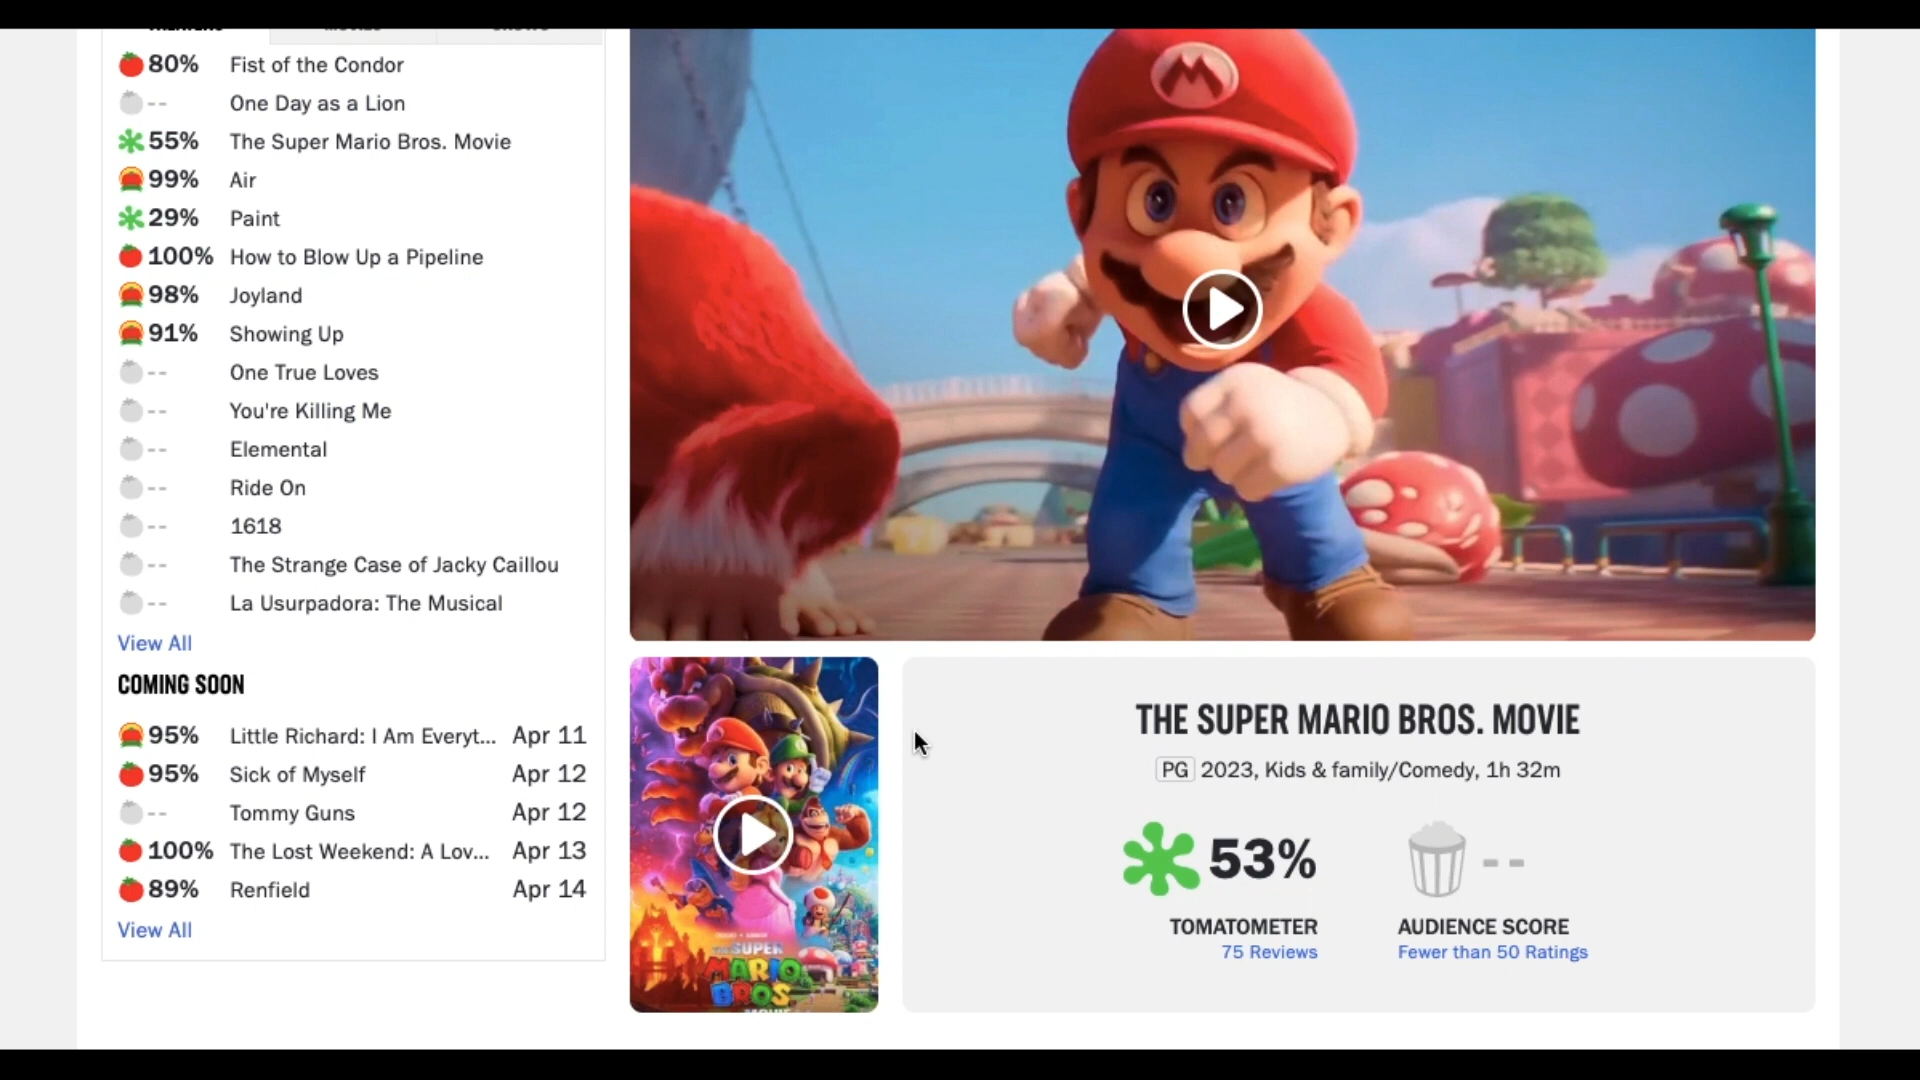 80% Fist of the Condor
-- One Day as a Lion
55% The Super Mario Bros. Movie
99% Air
29% Paint
100% How to Blow Up a Pipeline
98% Joyland
91% Showing Up
-- One True Loves
-- You're Killing Me
-- Elemental
-- Ride On
-- 1618
-- The Strange Case of Jacky Caillou
-- La Usurpadora: The Musical
View All
COMING SOON
95% Little Richard: I Am Everyt... Apr 11
95% Sick of Myself Apr 12
-- Tommy Guns Apr 12
100% The Lost Weekend: A Lov... Apr 13
89% Renfield Apr 14
View All
M
SUPER
MARIO
BROS.
THE SUPER MARIO BROS. MOVIE
PG 2023, Kids & family/Comedy, 1h 32m
53% --
TOMATOMETER AUDIENCE SCORE
75 Reviews Fewer than 50 Ratings